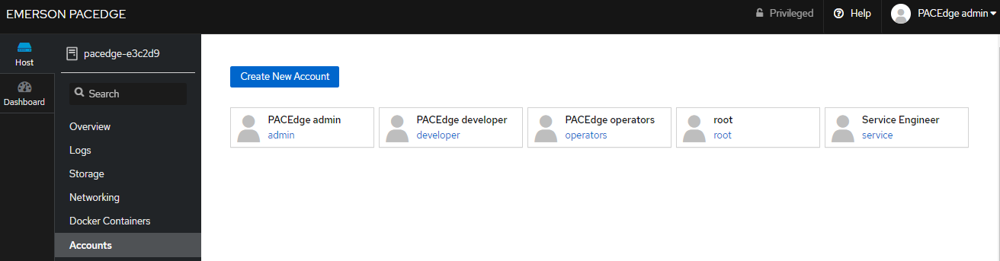 EMERSON PACEDGE
Privileged
Help
PACEdge admin
Host
Dashboard
pacedge-e3c2d9
Search
Overview
Logs
Storage
Networking
Docker Containers
Accounts
Create New Account
PACEdge admin
admin
PACEdge developer
developer
PACEdge operators
operators
root
root
Service Engineer
service